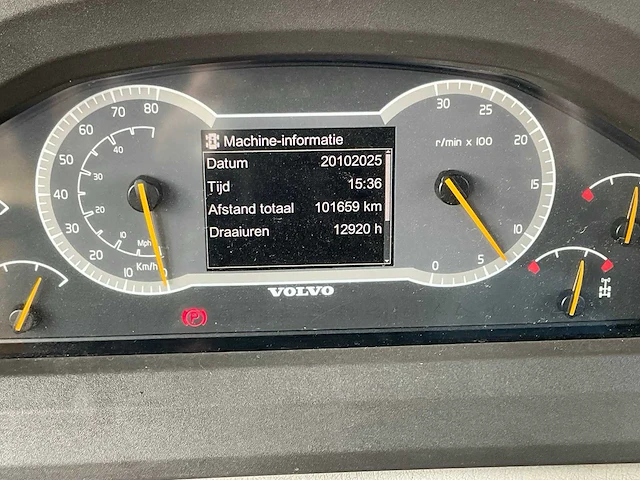 Machine-informatie
Datum 20102025
Tijd 15:36
Afstand totaal 101659 km
Draaiuren 12920 h
80
70
60
50
40
30
20
10
Km/h
40
30
20
10
Mph
30
25
20
15
10
5
0
r/min x 100
VOLVO
P